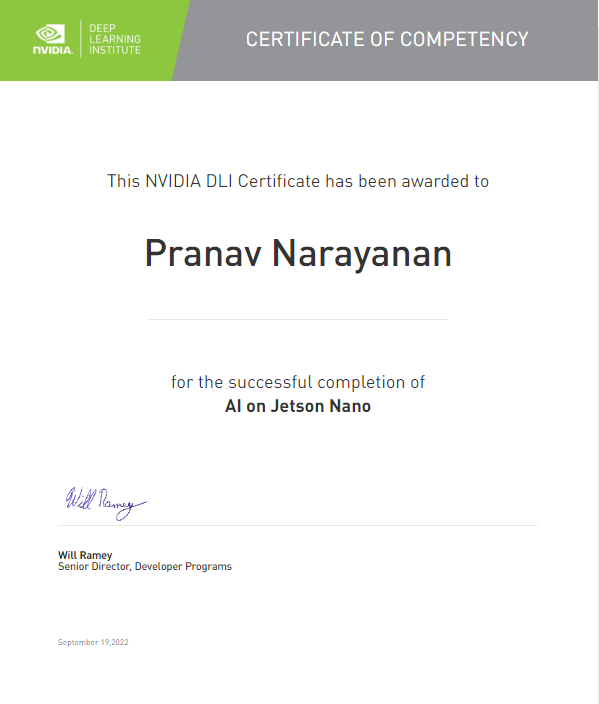 NVIDIA.
DEEP
LEARNING
INSTITUTE
CERTIFICATE OF COMPETENCY
This NVIDIA DLI Certificate has been awarded to
Pranav Narayanan
for the successful completion of
AI on Jetson Nano
Will Ramey
Will Ramey
Senior Director, Developer Programs
September 19,2022